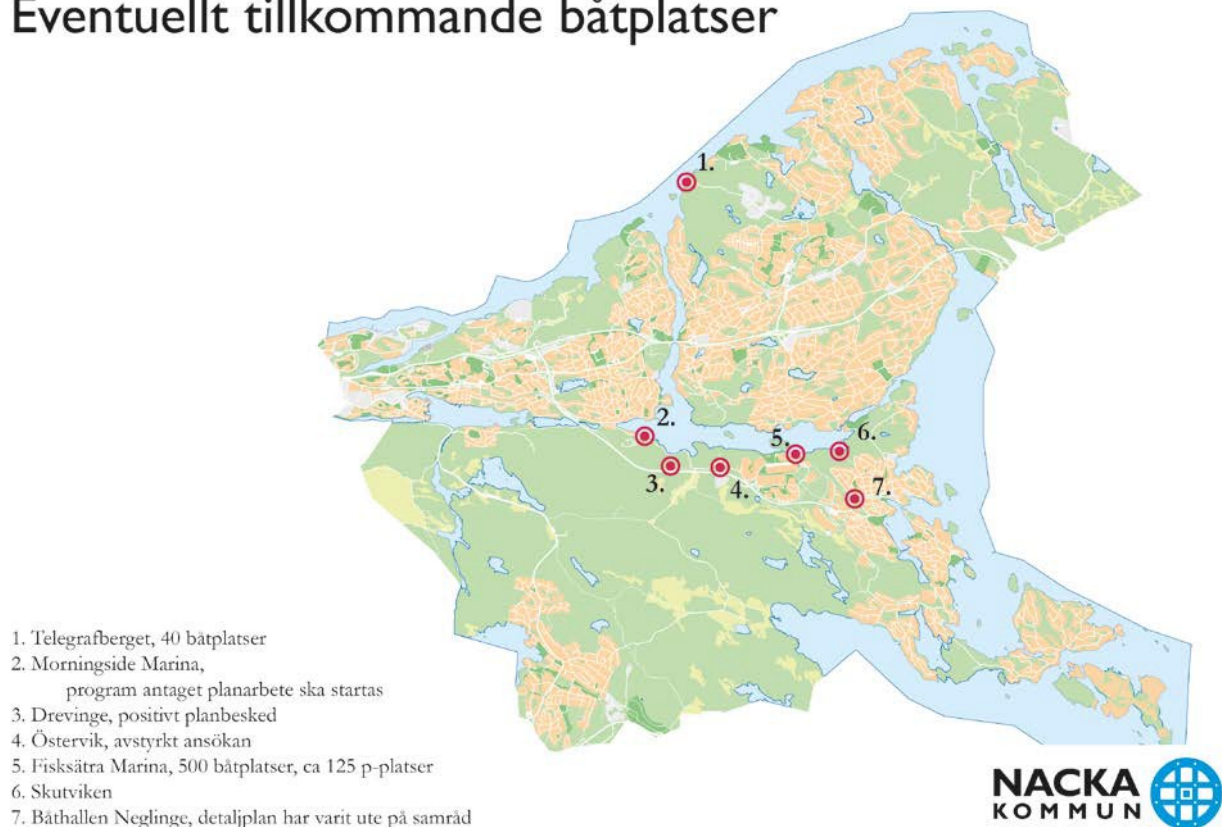 Eventuellt tillkommande båtplatser
1.
2.
3.
4.
5.
6.
7.
1. Telegrafberget, 40 båtplatser
2. Morningside Marina,
program antaget planarbete ska startas
3. Drevinge, positivt planbesked
4. Östervik, avstyrkt ansökan
5. Fisksätra Marina, 500 båtplatser, ca 125 p-platser
6. Skutviken
7. Båthallen Neglinge, detaljplan har varit ute på samråd
NACKA
KOMMUN